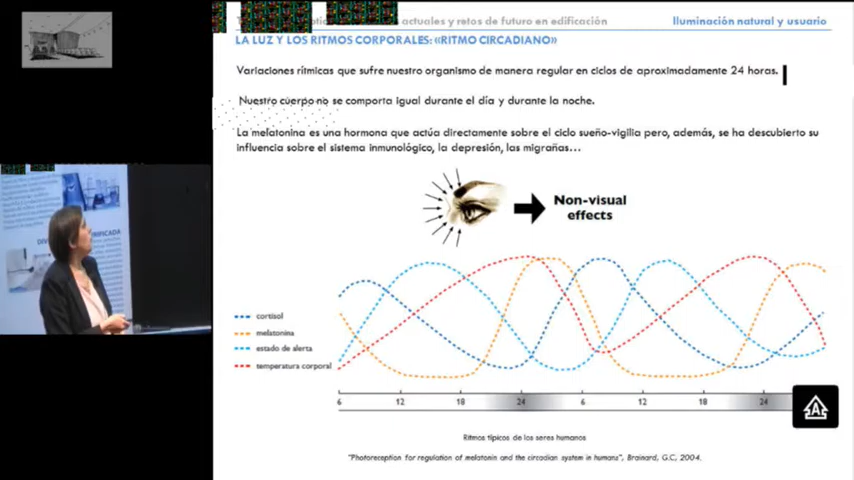 actuales y retos de futuro en edificación
Iluminación natural y usuario
LA LUZ Y LOS RITMOS CORPORALES: «RITMO CIRCADIANO»
Variaciones rítmicas que sufre nuestro organismo de manera regular en ciclos de aproximadamente 24 horas.
Nuestro cuerpo no se comporta igual durante el día y durante la noche.
La melatonina es una hormona que actúa directamente sobre el ciclo sueño-vigilia pero, además, se ha descubierto su
influencia sobre el sistema inmunológico, la depresión, las migrañas...
Non-visual
effects
cortisol
melatonina
estado de alerta
temperatura corporal
6 12 18 24 6 12 18 24
Ritmos típicos de los seres humanos
"Photoreception for regulation of melatonin and the circadian system in humans", Brainard, G.C, 2004.